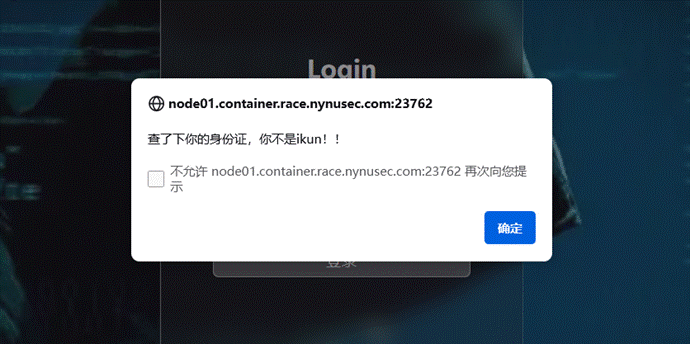 Login
node01.container.race.nynusec.com:23762
查了下你的身份证，你不是ikun！！
不允许 node01.container.race.nynusec.com:23762 再次向您提
示
确定
登录